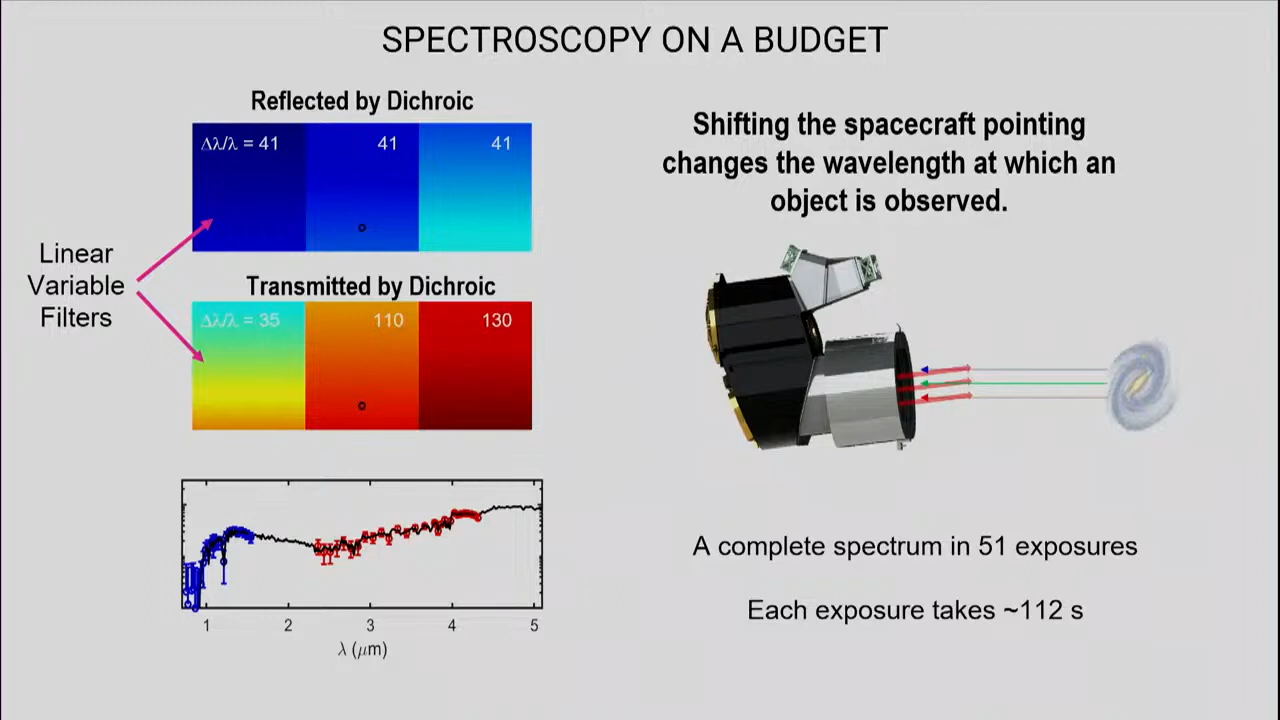 SPECTROSCOPY ON A BUDGET
Reflected by Dichroic
Δλ/λ = 41
41
41
Linear
Variable
Filters
Transmitted by Dichroic
Δλ/λ = 35
110
130
1
2
3
4
5
λ (μm)
Shifting the spacecraft pointing
changes the wavelength at which an
object is observed.
A complete spectrum in 51 exposures
Each exposure takes ~112 s